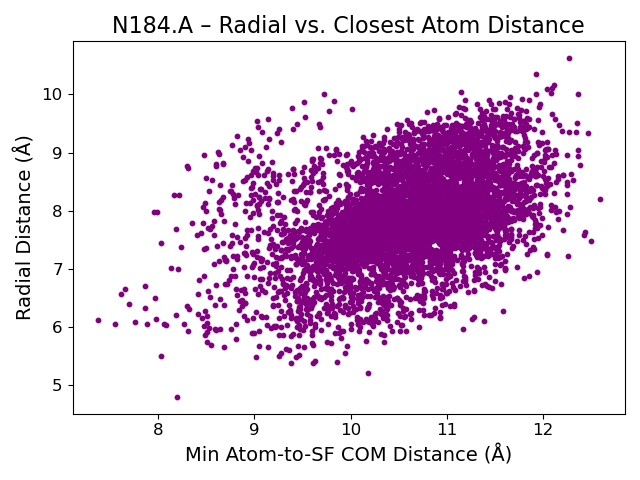 N184.A – Radial vs. Closest Atom Distance
Radial Distance (Å)
10
9
8
7
6
5
8 9 10 11 12
Min Atom-to-SF COM Distance (Å)